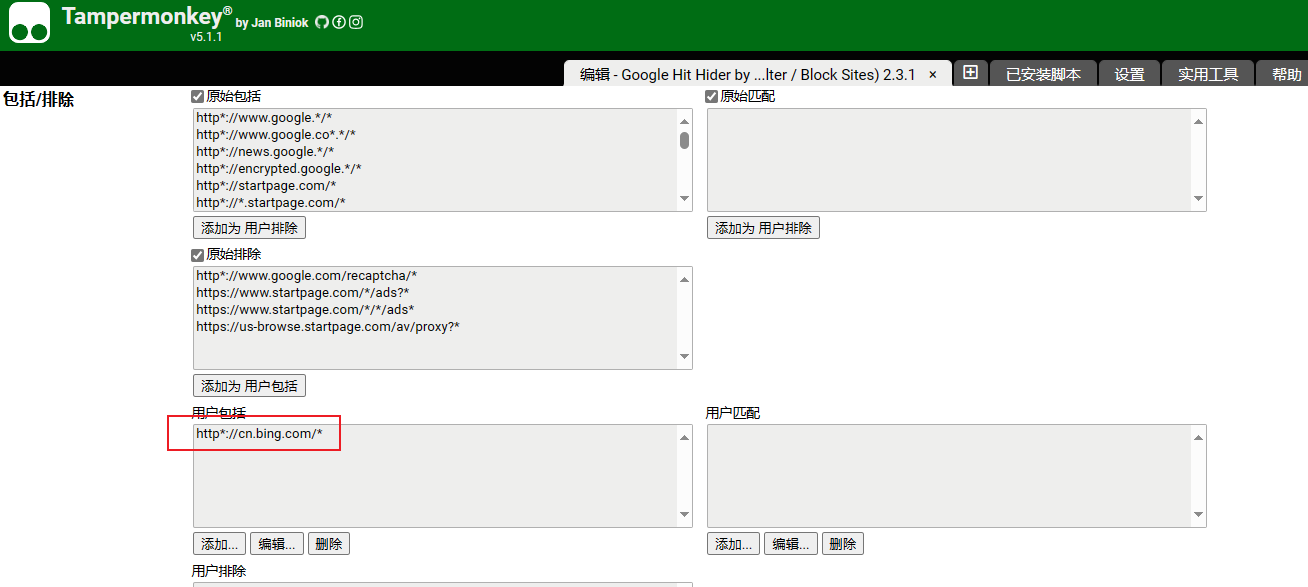 Tampermonkey® by Jan Biniok
v5.1.1
编辑 - Google Hit Hider by ...lter / Block Sites) 2.3.1 ×
已安装脚本
设置
实用工具
帮助
包括/排除
原始包括
http*://www.google.*/*
http*://www.google.co*.*/*
http*://news.google.*/*
http*://encrypted.google.*/*
http*://startpage.com/*
http*://*.startpage.com/*
添加为 用户排除
原始匹配
添加为 用户排除
原始排除
http*://www.google.com/recaptcha/*
https://www.startpage.com/*/ads?*
https://www.startpage.com/*/*/ads*
https://us-browse.startpage.com/av/proxy?*
添加为 用户包括
用户包括
http*://cn.bing.com/*
添加... 编辑... 删除
用户匹配
添加... 编辑... 删除
用户排除